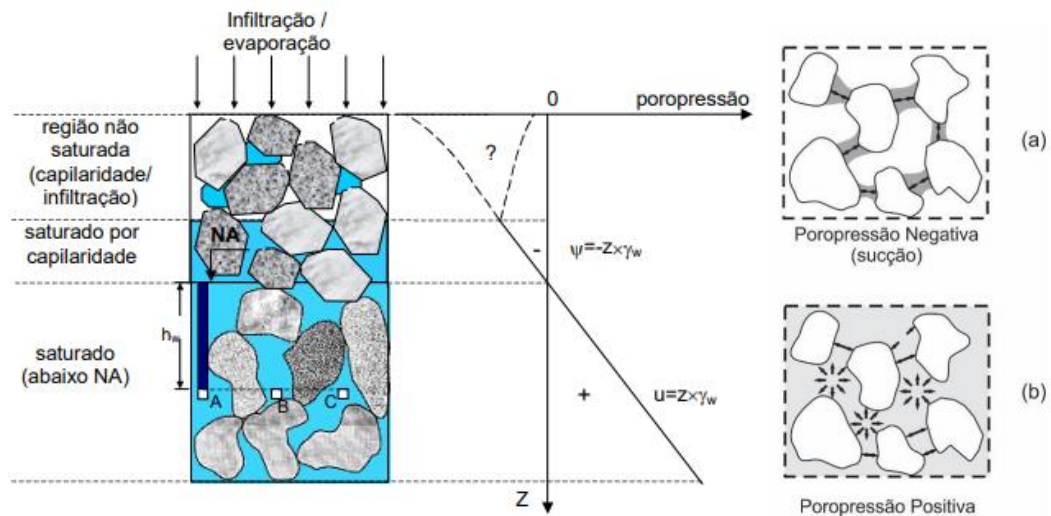 Infiltração /
evaporação
0
poropressão
região não
saturada
(capilaridade/
infiltração)
?
(a)
saturado por
capilaridade
NA
-
ψ=-z×γw
Poropressão Negativa
(sucção)
hw
saturado
(abaixo NA)
A
B
C
+
u=z×γw
(b)
Z
Poropressão Positiva